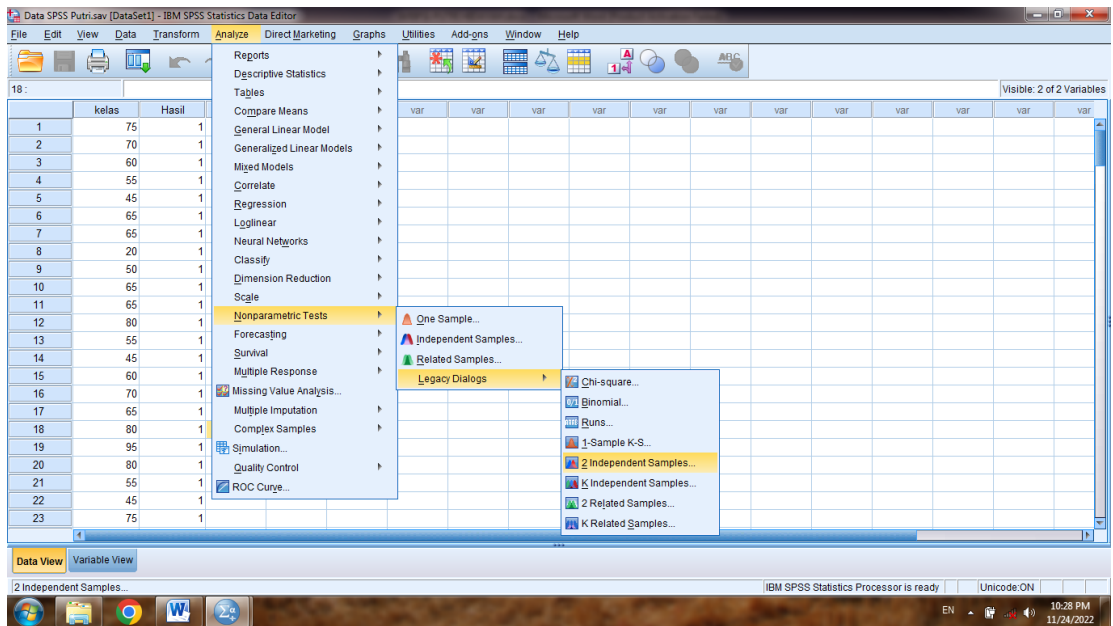 Data SPSS Putri.sav [DataSet1] - IBM SPSS Statistics Data Editor
File Edit View Data Transform Analyze Direct Marketing Graphs Utilities Add-ons Window Help
18 :
Visible: 2 of 2 Variables
kelas Hasil var var var var var var var var var var var var
1 75 1
2 70 1
3 60 1
4 55 1
5 45 1
6 65 1
7 65 1
8 20 1
9 50 1
10 65 1
11 65 1
12 80 1
13 55 1
14 45 1
15 60 1
16 70 1
17 65 1
18 80 1
19 95 1
20 80 1
21 55 1
22 45 1
23 75 1
Reports
Descriptive Statistics
Tables
Compare Means
General Linear Model
Generalized Linear Models
Mixed Models
Correlate
Regression
Loglinear
Neural Networks
Classify
Dimension Reduction
Scale
Nonparametric Tests
Forecasting
Survival
Multiple Response
Missing Value Analysis...
Multiple Imputation
Complex Samples
Simulation...
Quality Control
ROC Curve...
One Sample...
Independent Samples...
Related Samples...
Legacy Dialogs
Chi-square...
Binomial...
Runs...
1-Sample K-S...
2 Independent Samples...
K Independent Samples...
2 Related Samples...
K Related Samples...
Data View Variable View
2 Independent Samples...
IBM SPSS Statistics Processor is ready
Unicode:ON
EN
10:28 PM
11/24/2022